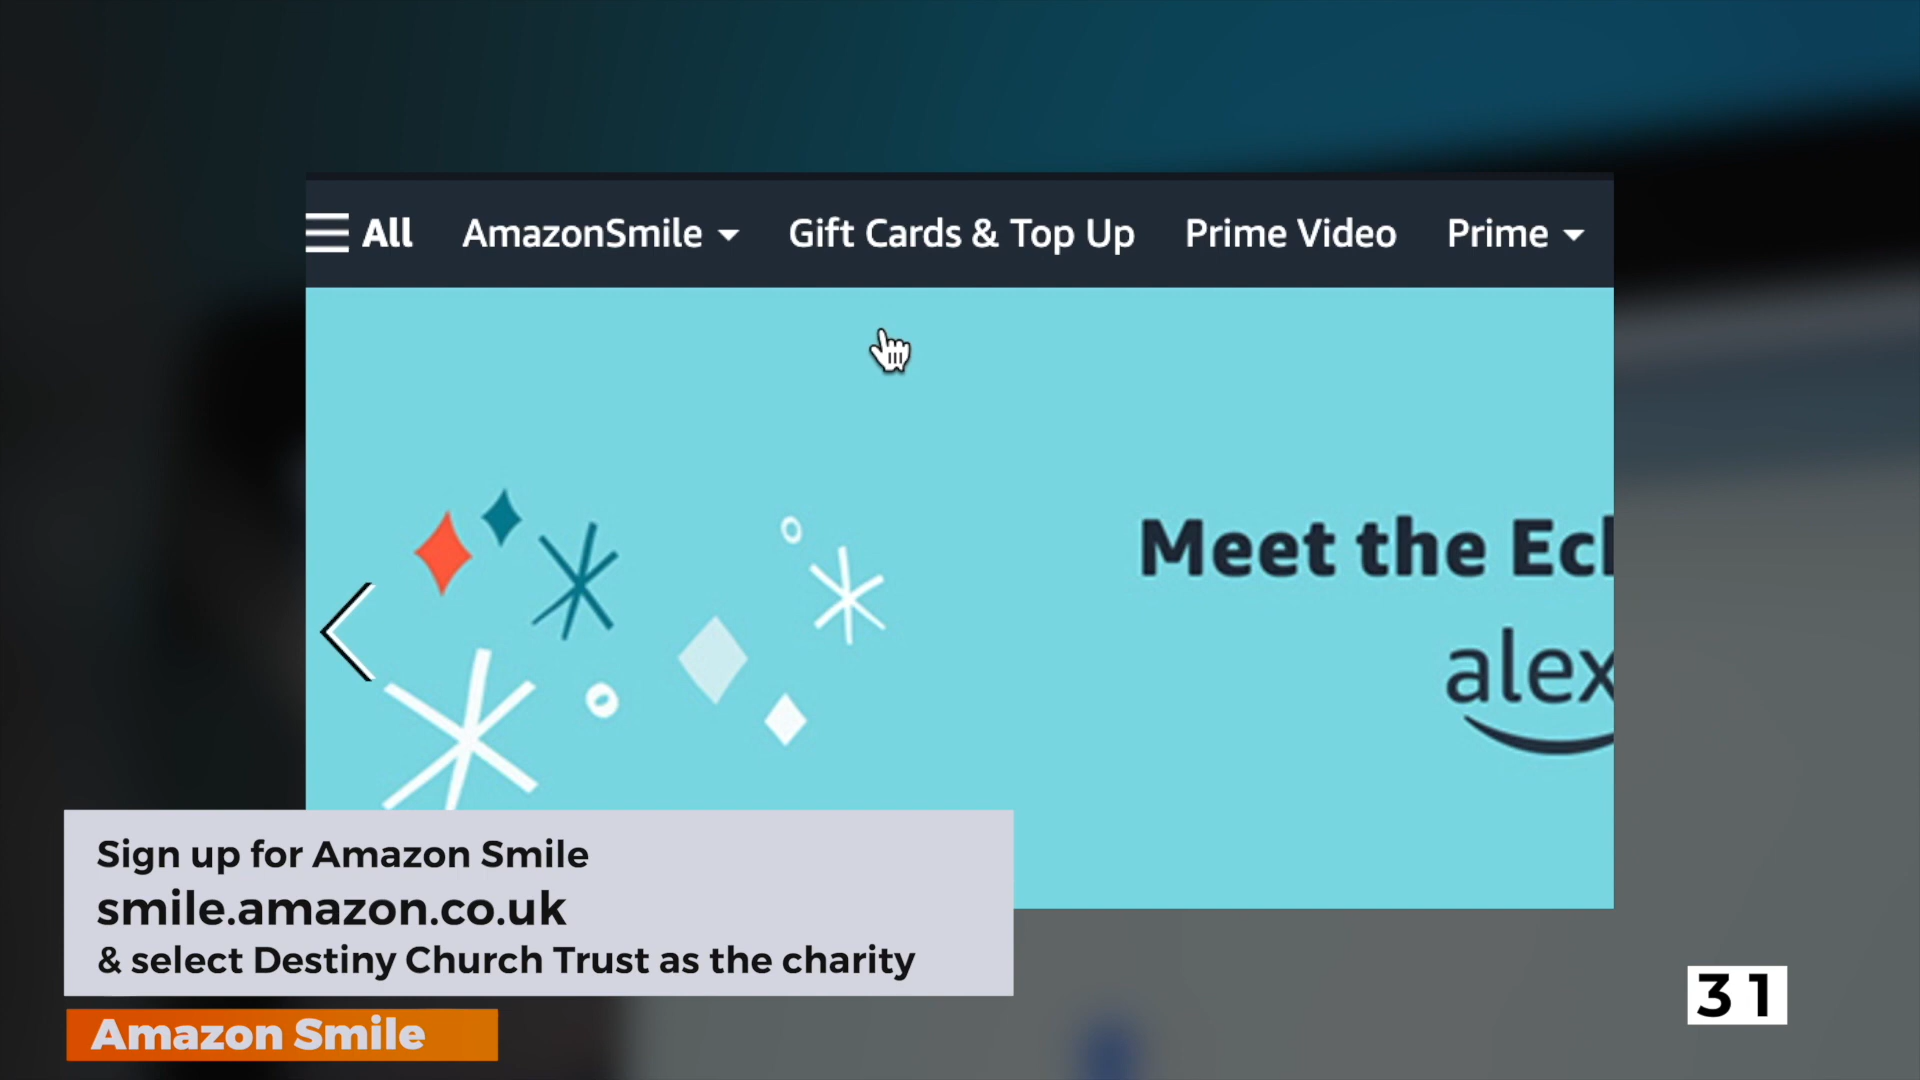 All AmazonSmile Gift Cards & Top Up Prime Video Prime
Meet the
alex
Sign up for Amazon Smile
smile.amazon.co.uk
& select Destiny Church Trust as the charity
Amazon Smile
31